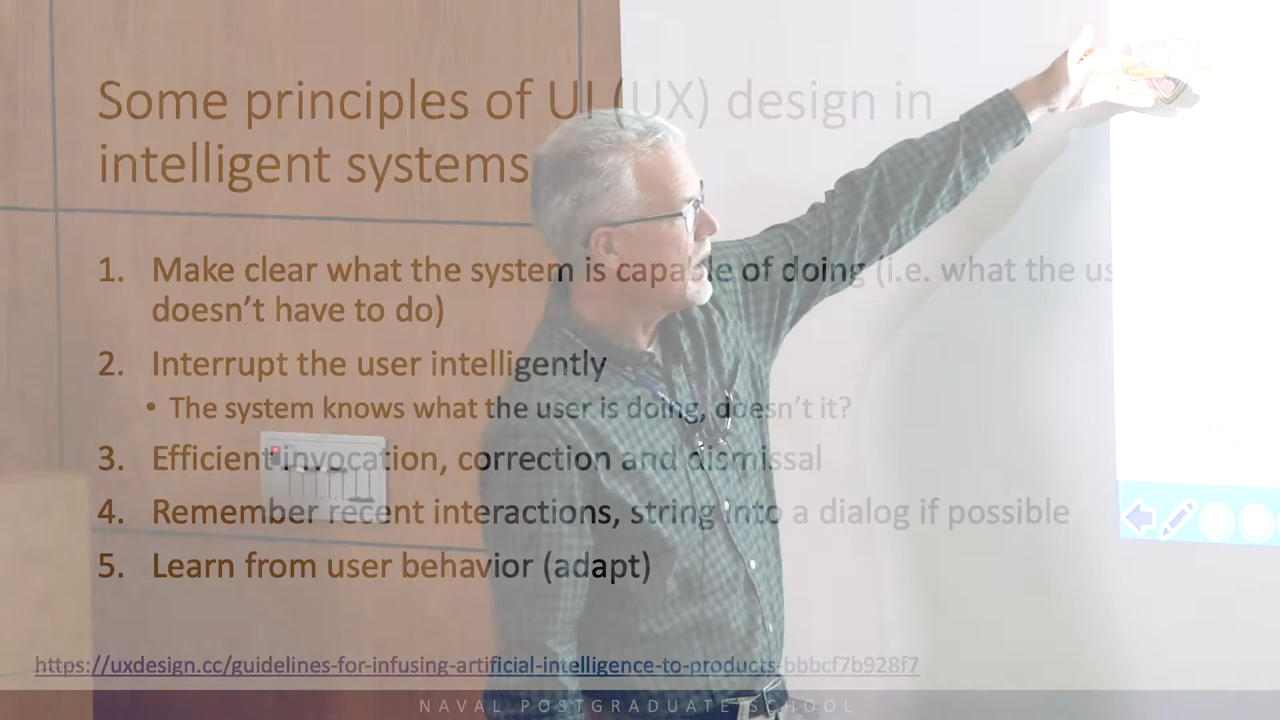 Some principles of UI (UX) design in
intelligent systems
1. Make clear what the system is capable of doing (i.e. what the us
doesn't have to do)
2. Interrupt the user intelligently
• The system knows what the user is doing, doesn't it?
3. Efficient invocation, correction and dismissal
4. Remember recent interactions, string into a dialog if possible
5. Learn from user behavior (adapt)
https://uxdesign.cc/guidelines-for-infusing-artificial-intelligence-to-products-bbbcf7b928f7
NAVAL POSTGRADUATE SCHOOL